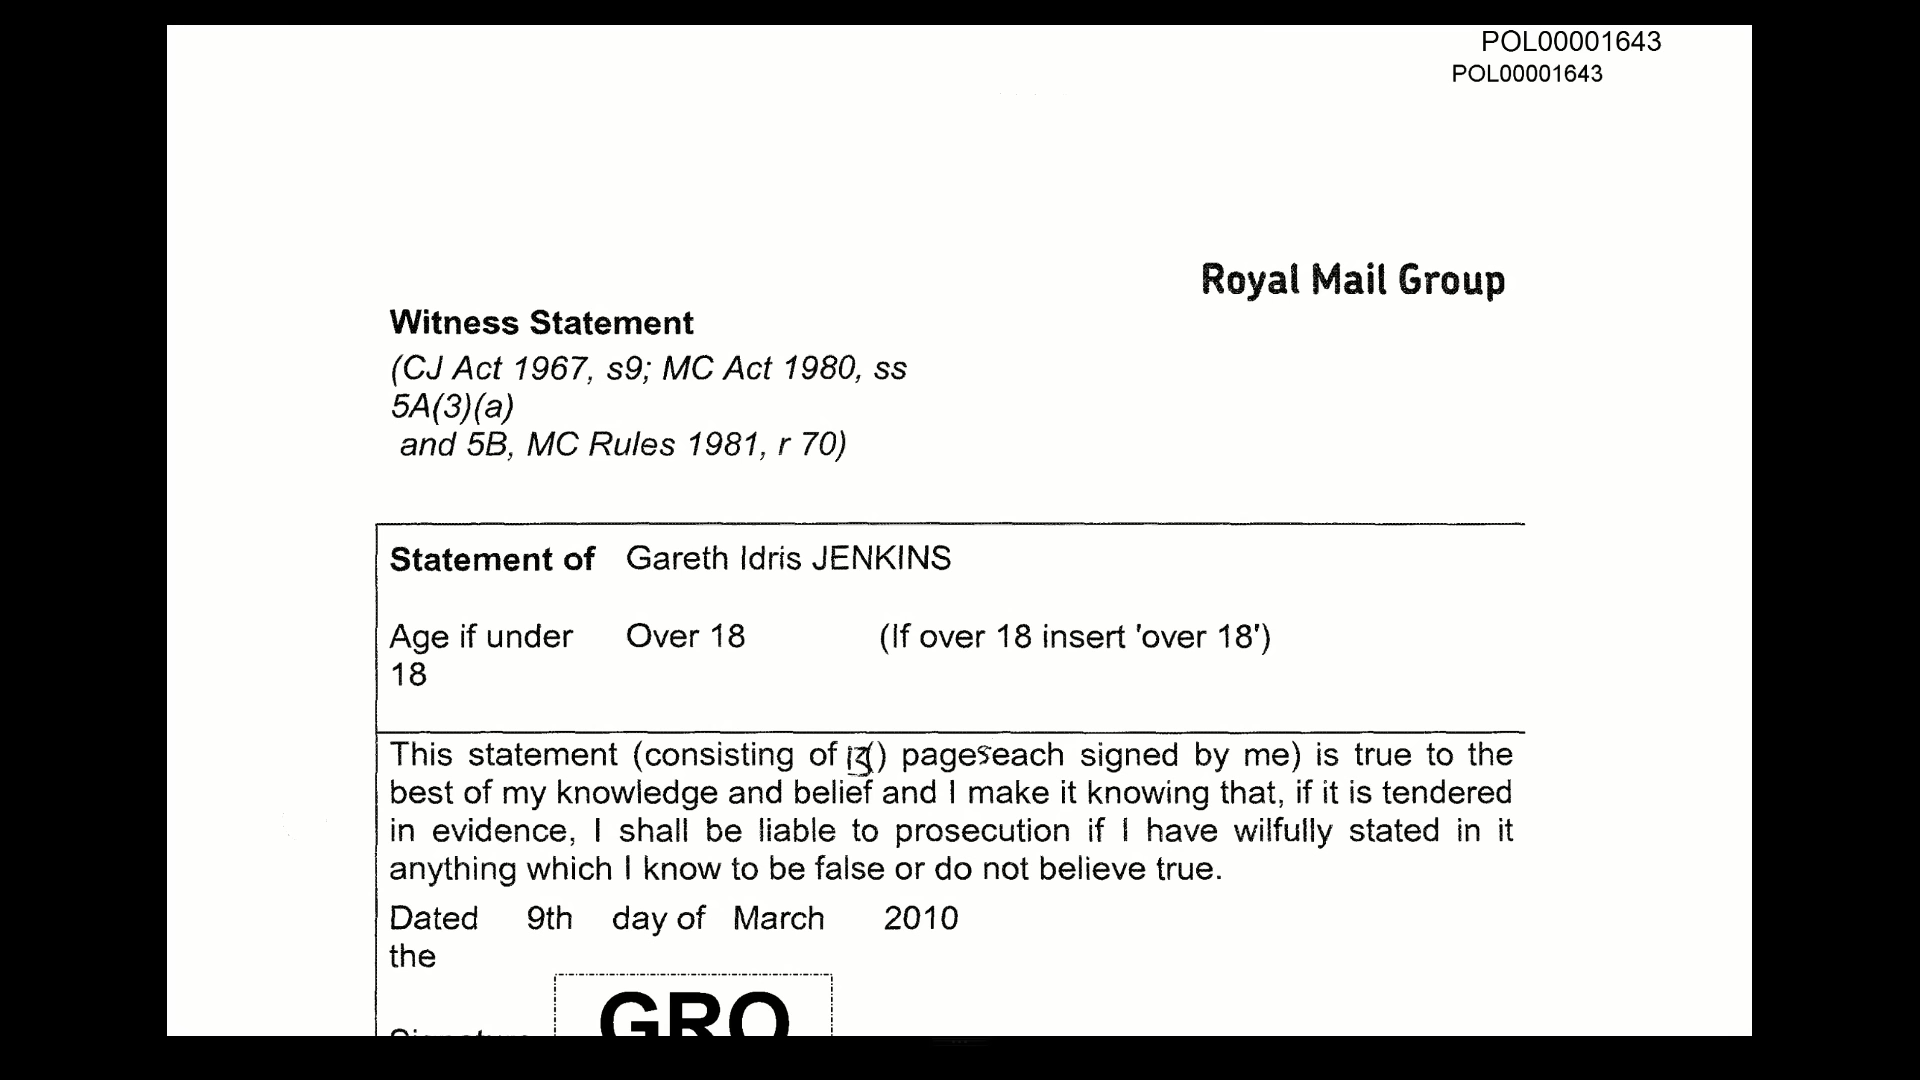 POL00001643
POL00001643
Royal Mail Group
Witness Statement
(CJ Act 1967, s9; MC Act 1980, ss
5A(3)(a)
and 5B, MC Rules 1981, r 70)
Statement of Gareth Idris JENKINS
Age if under Over 18 (If over 18 insert 'over 18')
18
This statement (consisting of 13() pages each signed by me) is true to the
best of my knowledge and belief and I make it knowing that, if it is tendered
in evidence, I shall be liable to prosecution if I have wilfully stated in it
anything which I know to be false or do not believe true.
Dated 9th day of March 2010
the
GRO
Signature